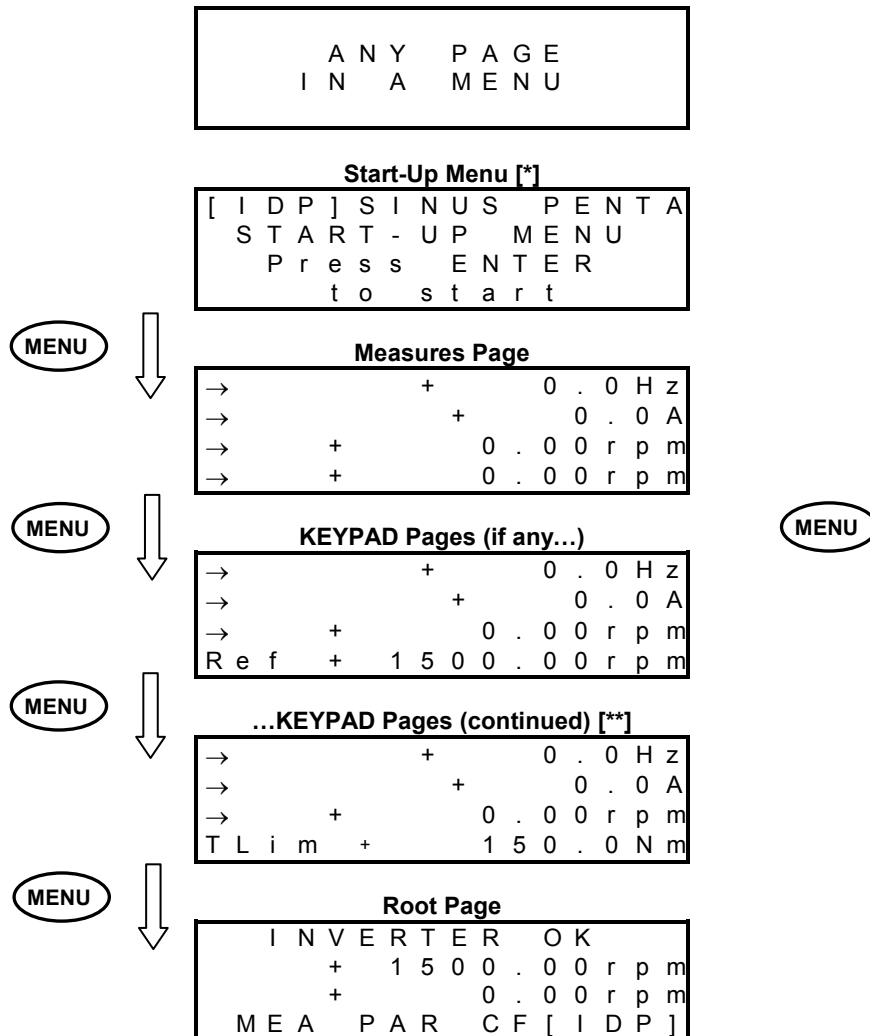 ANY PAGE
IN A MENU
Start-Up Menu [*]
[IDP]SINUS PENTA
START-UP MENU
Press ENTER
to start
MENU
Measures Page
→ + 0.0Hz
→ + 0.0A
→ + 0.00rpm
→ + 0.00rpm
MENU
KEYPAD Pages (if any…)
MENU
→ + 0.0Hz
→ + 0.0A
→ + 0.00rpm
Ref + 1500.00rpm
MENU
…KEYPAD Pages (continued) [**]
→ + 0.0Hz
→ + 0.0A
→ + 0.00rpm
TLim + 150.0Nm
MENU
Root Page
INVERTER OK
+ 1500.00rpm
+ 0.00rpm
MEA PAR CF[IDP]